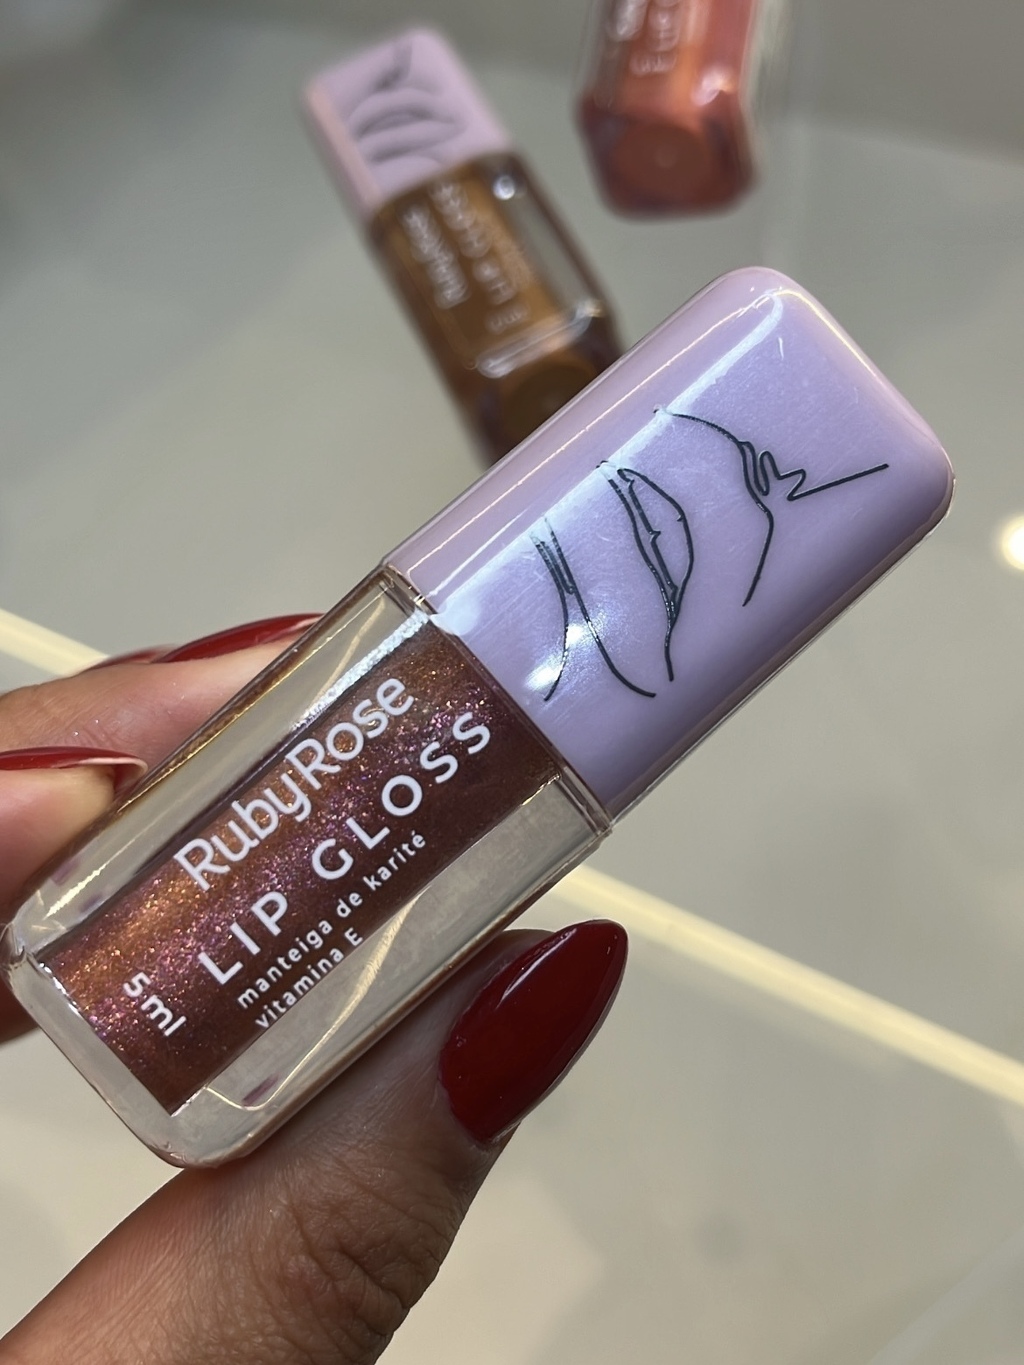 RubyRose
LIP GLOSS
manteiga de karité
vitamina E
5 ml